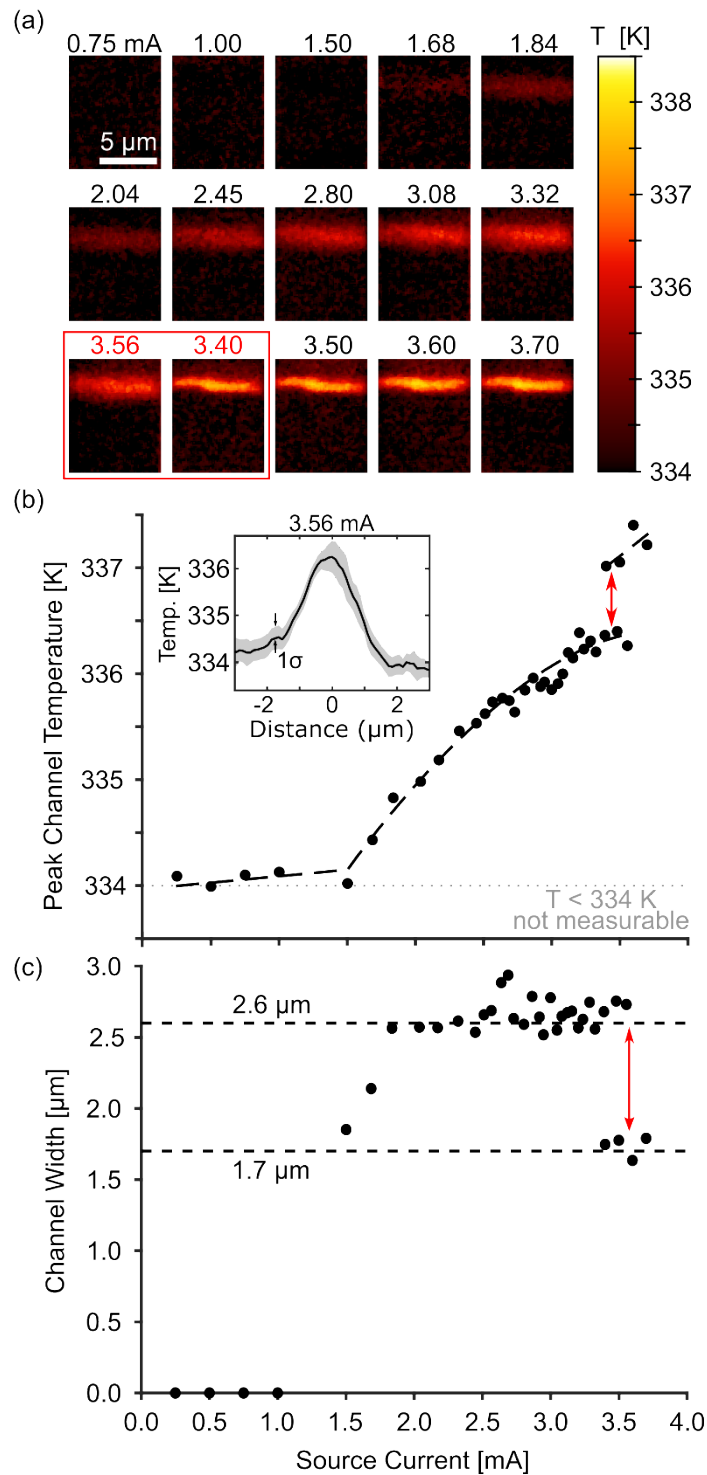 (a)
0.75 mA 1.00 1.50 1.68 1.84
T [K]
5 µm
2.04 2.45 2.80 3.08 3.32
3.56 3.40 3.50 3.60 3.70
338
337
336
335
334
(b)
Peak Channel Temperature [K]
337
336
335
334
3.56 mA
Temp. [K]
336
335
334
1σ
-2 0 2
Distance (µm)
T < 334 K
not measurable
(c)
Channel Width [µm]
3.0
2.5
2.0
1.5
1.0
0.5
0.0
2.6 µm
1.7 µm
0.0 0.5 1.0 1.5 2.0 2.5 3.0 3.5 4.0
Source Current [mA]